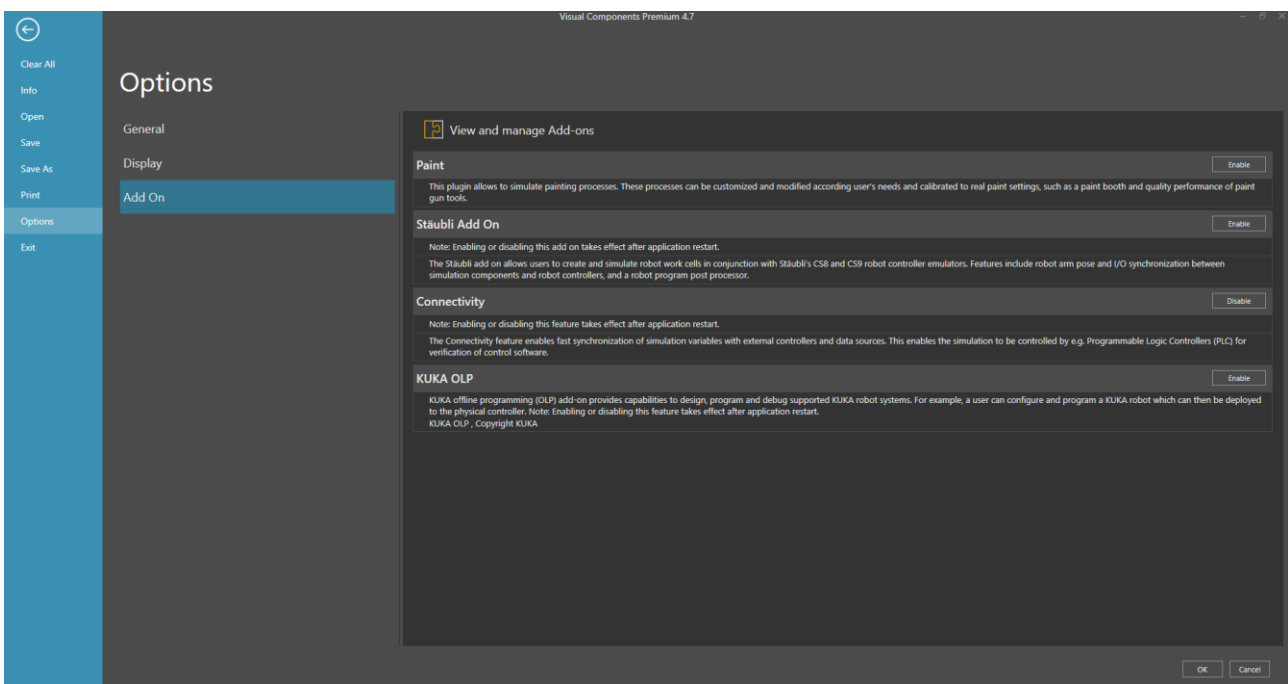 Visual Components Premium 4.7
Clear All
Info
Open
Save
Save As
Print
Options
Exit
Options
General
Display
Add On
View and manage Add-ons
Paint
Enable
This plugin allows to simulate painting processes. These processes can be customized and modified according user's needs and calibrated to real paint settings, such as a paint booth and quality performance of paint
gun tools.
Stäubli Add On
Enable
Note: Enabling or disabling this add on takes effect after application restart.
The Stäubli add on allows users to create and simulate robot work cells in conjunction with Stäubli's CS8 and CS9 robot controller emulators. Features include robot arm pose and I/O synchronization between
simulation components and robot controllers, and a robot program post processor.
Connectivity
Disable
Note: Enabling or disabling this feature takes effect after application restart.
The Connectivity feature enables fast synchronization of simulation variables with external controllers and data sources. This enables the simulation to be controlled by e.g. Programmable Logic Controllers (PLC) for
verification of control software.
KUKA OLP
Enable
KUKA offline programming (OLP) add-on provides capabilities to design, program and debug supported KUKA robot systems. For example, a user can configure and program a KUKA robot which can then be deployed
to the physical controller. Note: Enabling or disabling this feature takes effect after application restart.
KUKA OLP , Copyright KUKA
OK
Cancel